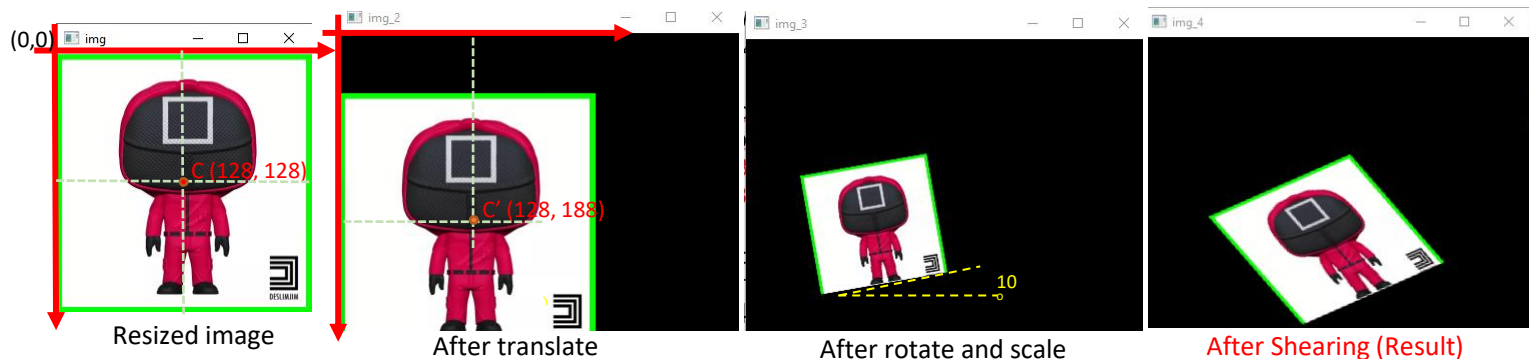 (0,0)
img
C (128, 128)
DESLIMJIM
Resized image
img_2
C’ (128, 188)
After translate
img_3
10
o
After rotate and scale
img_4
After Shearing (Result)